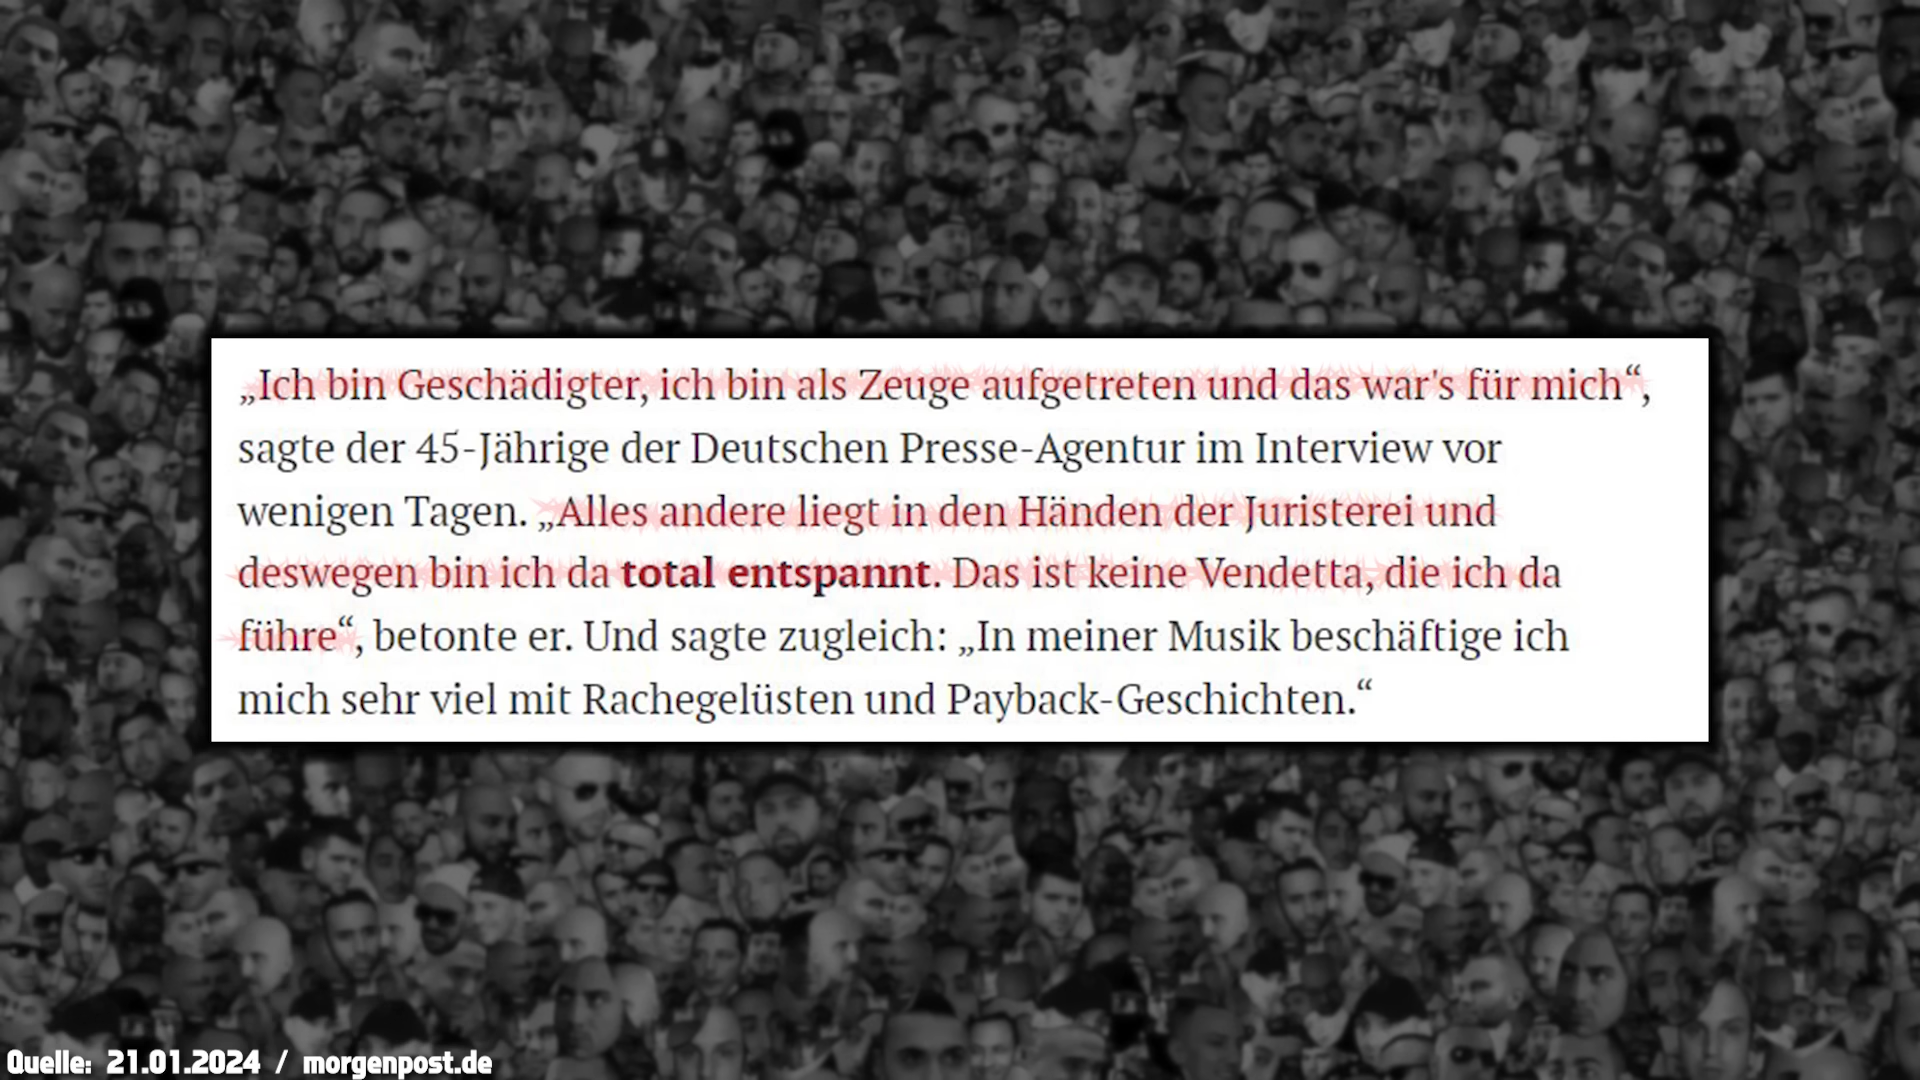 „Ich bin Geschädigter, ich bin als Zeuge aufgetreten und das war's für mich“,
sagte der 45-Jährige der Deutschen Presse-Agentur im Interview vor
wenigen Tagen. „Alles andere liegt in den Händen der Juristerei und
deswegen bin ich da total entspannt. Das ist keine Vendetta, die ich da
führe“, betonte er. Und sagte zugleich: „In meiner Musik beschäftige ich
mich sehr viel mit Rachegelüsten und Payback-Geschichten.“
Quelle: 21.01.2024 / morgenpost.de